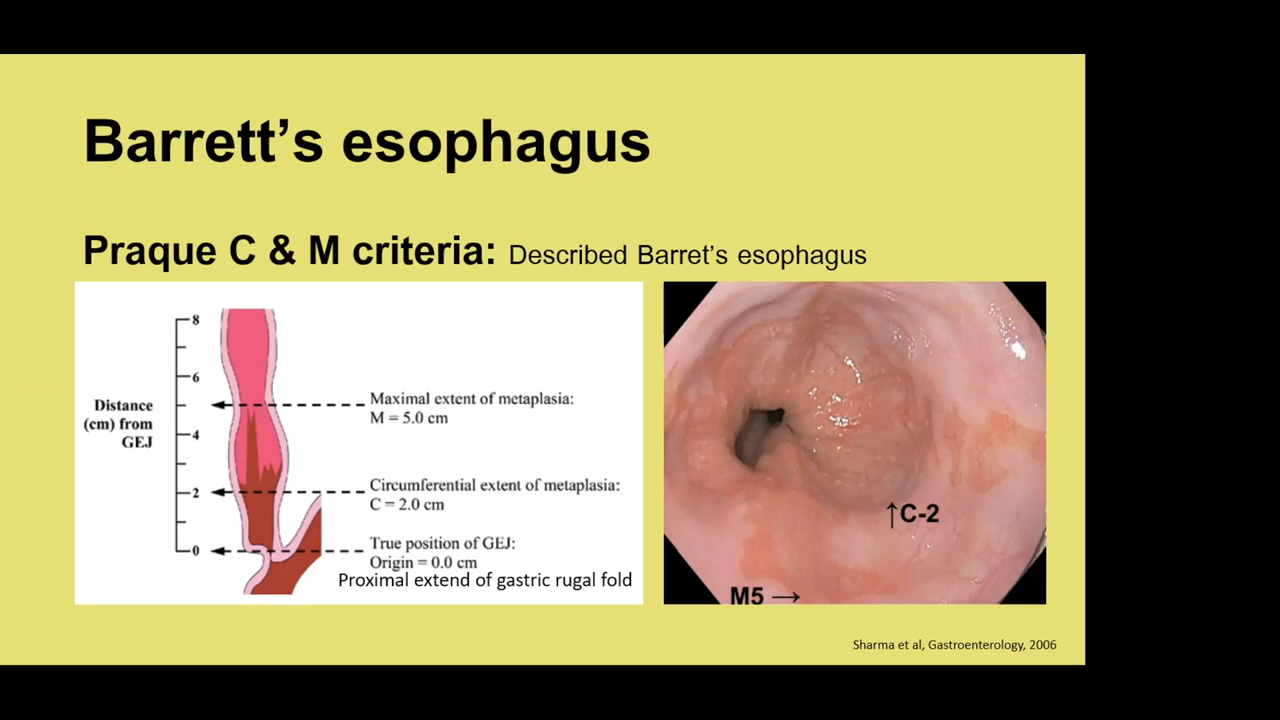 Barrett’s esophagus
Praque C & M criteria: Described Barret’s esophagus
8
6
4
2
0
Distance
(cm) from
GEJ
Maximal extent of metaplasia:
M = 5.0 cm
Circumferential extent of metaplasia:
C = 2.0 cm
True position of GEJ:
Origin = 0.0 cm
Proximal extend of gastric rugal fold
↑C-2
M5 →
Sharma et al, Gastroenterology, 2006